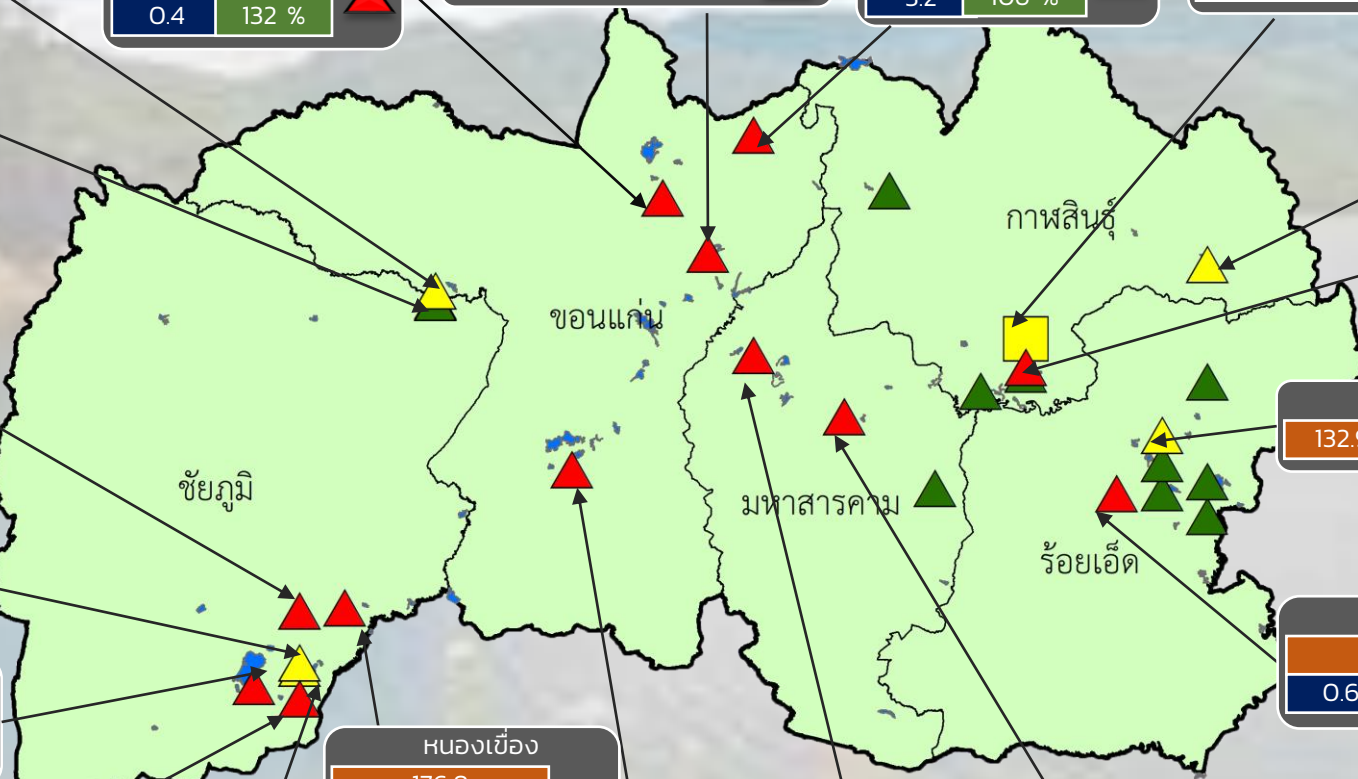 0.4 132 %
กาฬสินธุ์
ขอนแก่น
ชัยภูมิ
มหาสารคาม
ร้อยเอ็ด
0.6
หนองเขื่อง